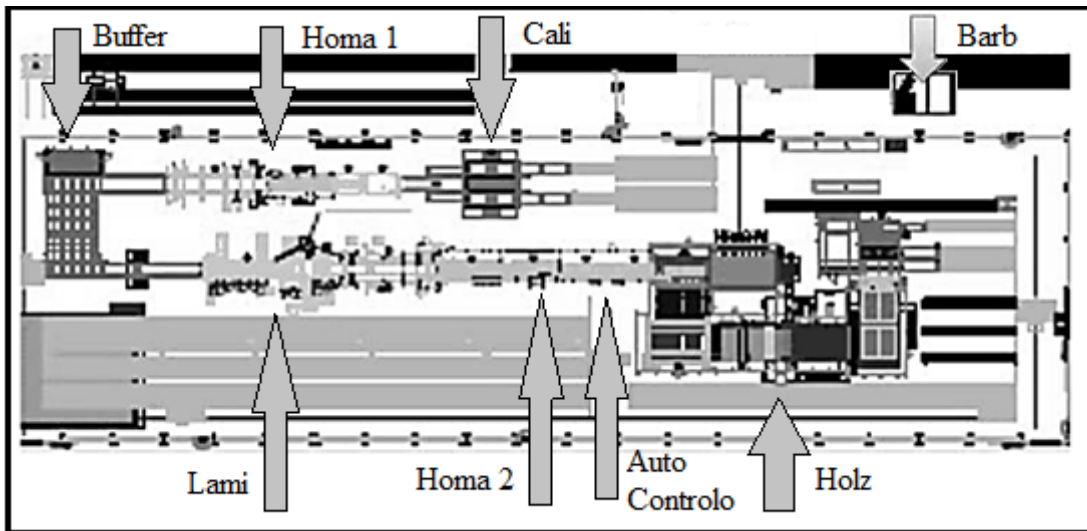 Buffer
Homa 1
Cali
Barb
Lami
Homa 2
Auto
Controlo
Holz